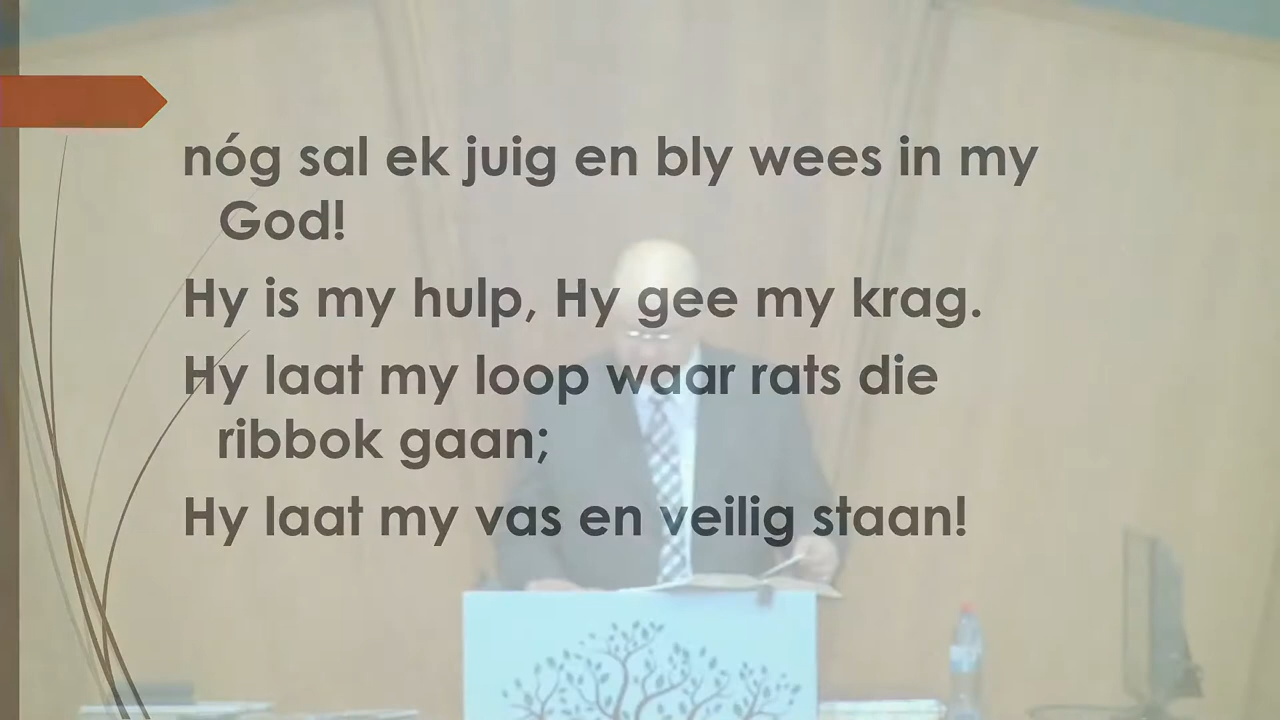 nóg sal ek juig en bly wees in my
God!
Hy is my hulp, Hy gee my krag.
Hy laat my loop waar rats die
ribbok gaan;
Hy laat my vas en veilig staan!